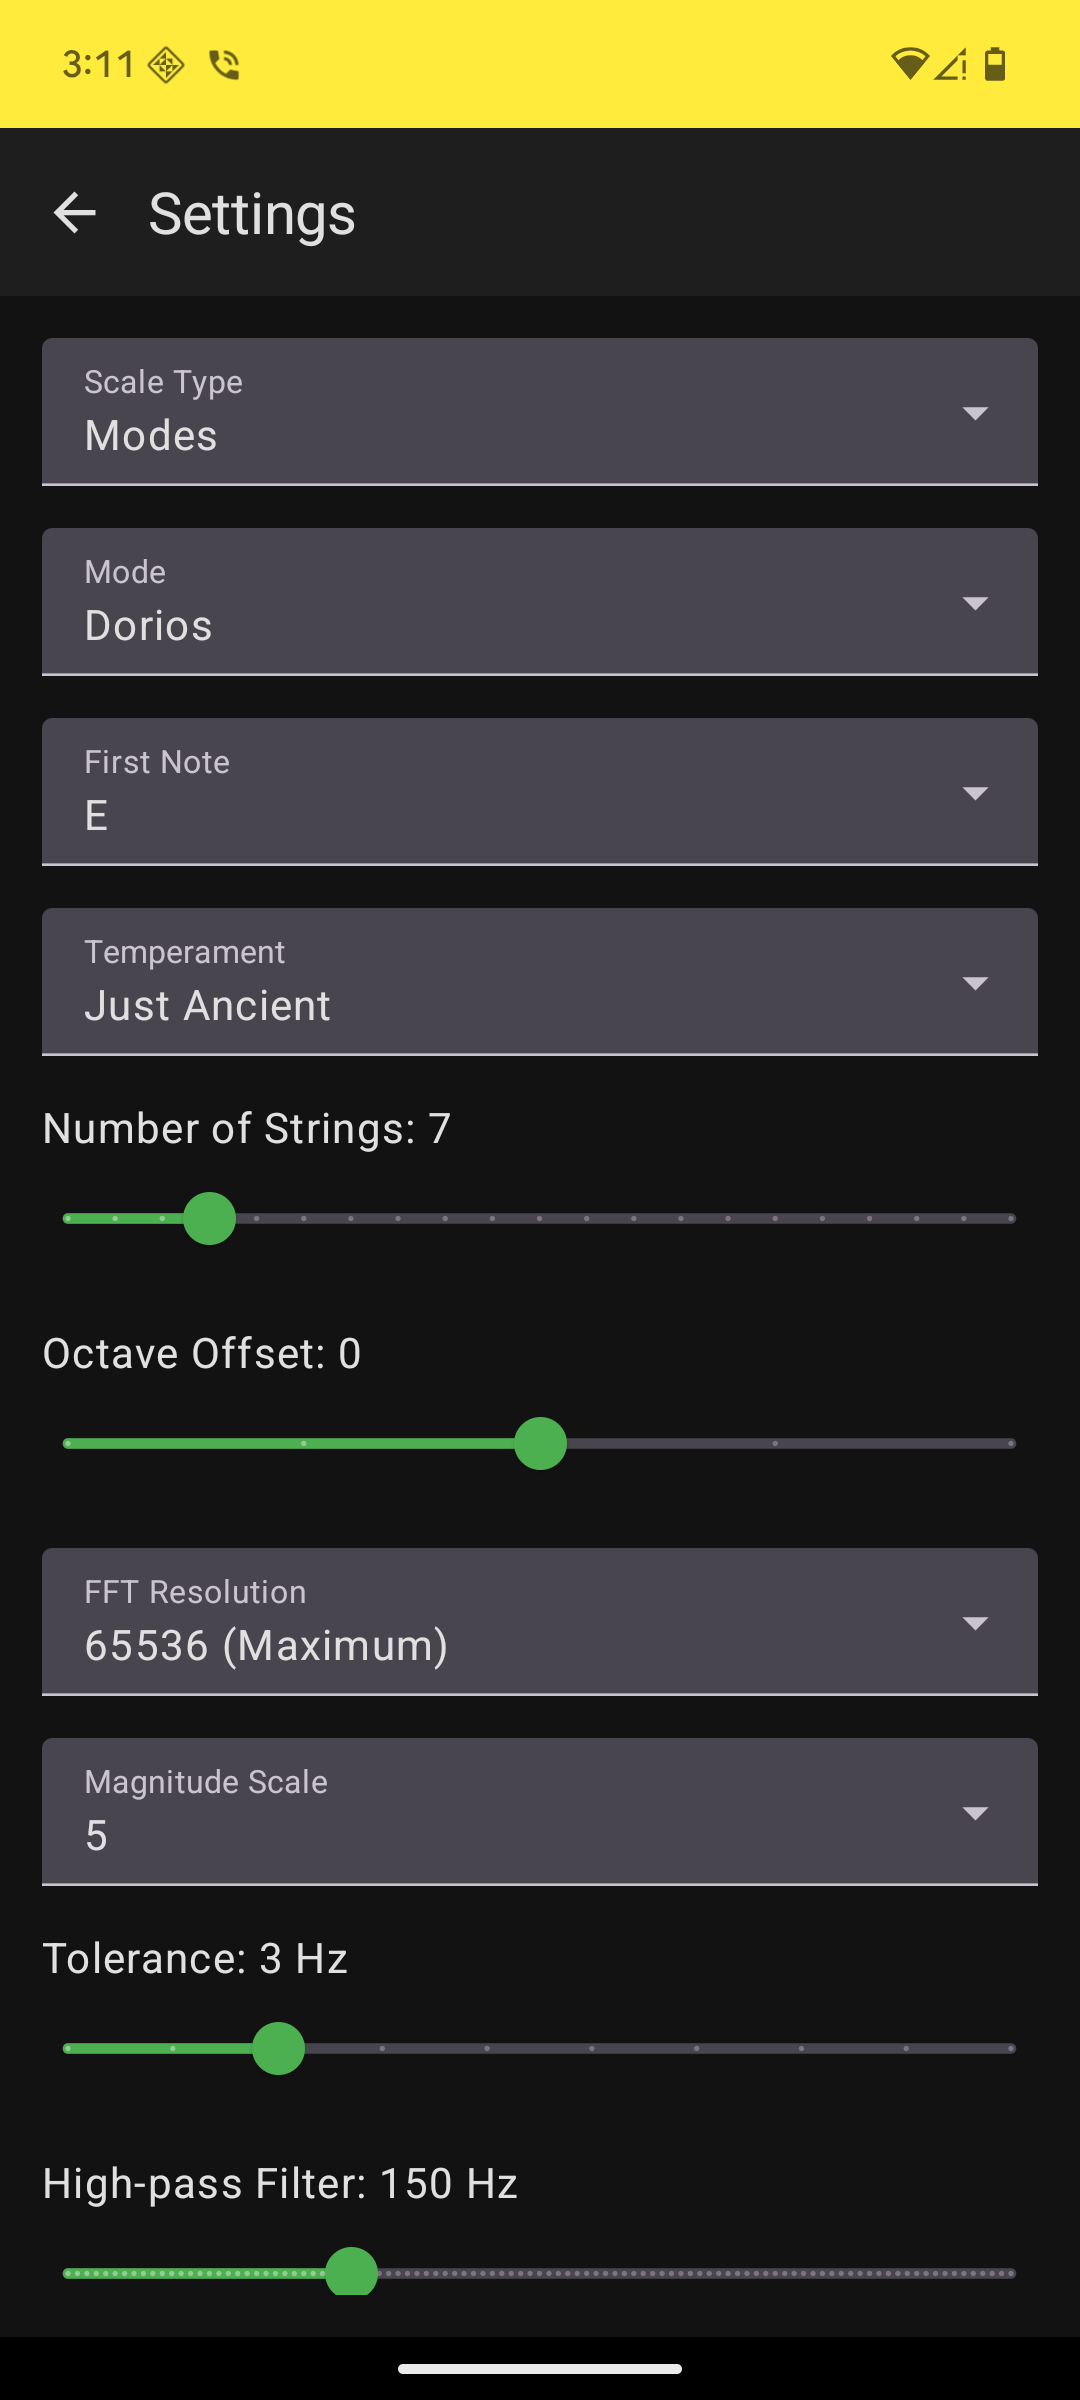 3:11
Settings
Scale Type
Modes
Mode
Dorios
First Note
E
Temperament
Just Ancient
Number of Strings: 7
Octave Offset: 0
FFT Resolution
65536 (Maximum)
Magnitude Scale
5
Tolerance: 3 Hz
High-pass Filter: 150 Hz